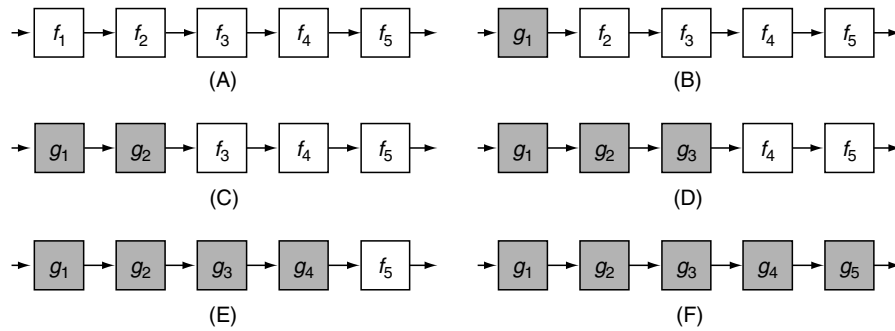 f1 f2 f3 f4 f5
(A)
g1 f2 f3 f4 f5
(B)
g1 g2 f3 f4 f5
(C)
g1 g2 g3 f4 f5
(D)
g1 g2 g3 g4 f5
(E)
g1 g2 g3 g4 g5
(F)